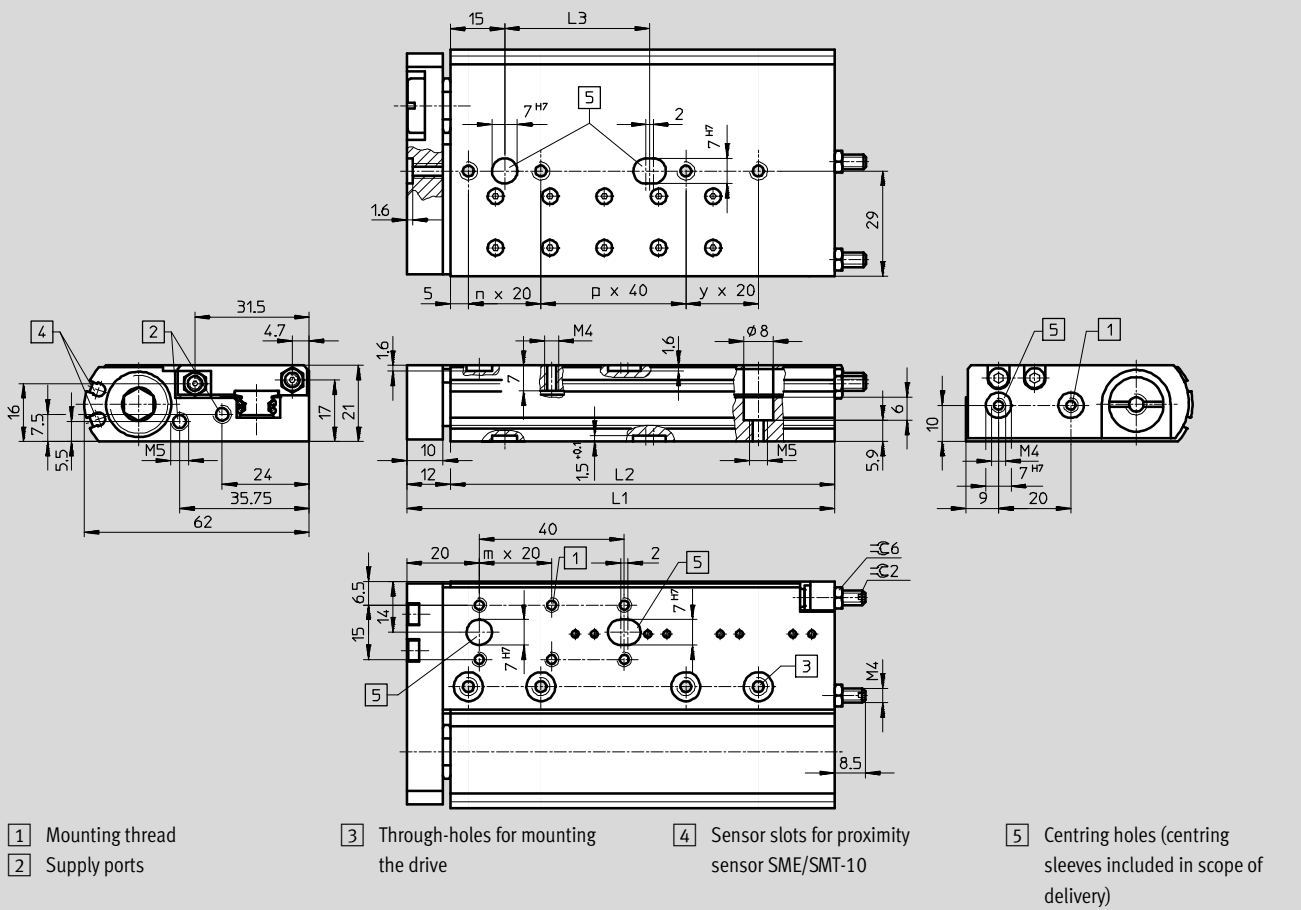 15
L3
7 H7
5
2
7 H7
1.6
29
5
n x 20
p x 40
y x 20
4
2
31.5
4.7
16
7.5
5.5
M5
17
21
24
35.75
62
1.6
7
M4
1.6
ø 8
6
5.9
10
1.5 +0.1
M5
12
L2
L1
5
1
10
M4
7 H7
9
20
40
20
m x 20
1
2
5
6
2
6.5
14
15
7 H7
7 H7
3
M4
5
8.5
1 Mounting thread
2 Supply ports
3 Through-holes for mounting
the drive
4 Sensor slots for proximity
sensor SME/SMT-10
5 Centring holes (centring
sleeves included in scope of
delivery)